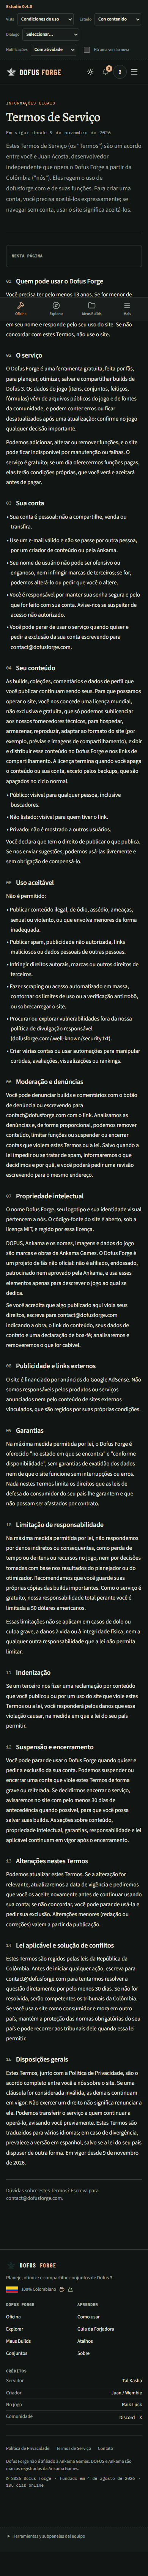 Estudio 0.4.0
Vista Condiciones de uso Estado Con contenido
Diálogo Seleccionar...
Notificações Com atividade Há uma versão nova
DOFUS FORGE
INFORMAÇÕES LEGAIS
Termos de Serviço
Em vigor desde 9 de novembro de 2026
Estes Termos de Serviço (os “Termos”) são um acordo
entre você e Juan Acosta, desenvolvedor
independente que opera o Dofus Forge a partir da
Colômbia (“nós”). Eles regem o uso de
dofusforge.com e de suas funções. Para criar uma
conta, você precisa aceitá-los expressamente; se
navegar sem conta, usar o site significa aceitá-los.
NESTA PÁGINA
01 Quem pode usar o Dofus Forge
Você precisa ter pelo menos 13 anos. Se for menor de
Oficina Explorar Meus Builds Mais
em seu nome e responde pelo seu uso do site. Se não
concordar com estes Termos, não use o site.
02 O serviço
O Dofus Forge é uma ferramenta gratuita, feita por fãs,
para planejar, otimizar, salvar e compartilhar builds de
Dofus 3. Os dados do jogo (itens, conjuntos, feitiços,
fórmulas) vêm de arquivos públicos do jogo e de fontes
da comunidade, e podem conter erros ou ficar
desatualizados após uma atualização: confirme no jogo
qualquer decisão importante.
Podemos adicionar, alterar ou remover funções, e o site
pode ficar indisponível por manutenção ou falhas. O
serviço é gratuito; se um dia oferecermos funções pagas,
elas terão condições próprias, que você verá e aceitará
antes de pagar.
03 Sua conta
• Sua conta é pessoal: não a compartilhe, venda ou
transfira.
• Use um e-mail válido e não se passe por outra pessoa,
por um criador de conteúdo ou pela Ankama.
• Seu nome de usuário não pode ser ofensivo ou
enganoso, nem infringir marcas de terceiros; se for,
podemos alterá-lo ou pedir que você o altere.
• Você é responsável por manter sua senha segura e pelo
que for feito com sua conta. Avise-nos se suspeitar de
acesso não autorizado.
• Você pode parar de usar o serviço quando quiser e
pedir a exclusão da sua conta escrevendo para
contact@dofusforge.com.
04 Seu conteúdo
As builds, coleções, comentários e dados de perfil que
você publicar continuam sendo seus. Para que possamos
operar o site, você nos concede uma licença mundial,
não exclusiva e gratuita, que só podemos sublicenciar
aos nossos fornecedores técnicos, para hospedar,
armazenar, reproduzir, adaptar ao formato do site (por
exemplo, prévias e imagens de compartilhamento), exibir
e distribuir esse conteúdo no Dofus Forge e nos links de
compartilhamento. A licença termina quando você apaga
o conteúdo ou sua conta, exceto pelos backups, que são
apagados no ciclo normal.
• Público: visível para qualquer pessoa, inclusive
buscadores.
• Não listado: visível para quem tiver o link.
• Privado: não é mostrado a outros usuários.
Você declara que tem o direito de publicar o que publica.
Se nos enviar sugestões, podemos usá-las livremente e
sem obrigação de compensá-lo.
05 Uso aceitável
Não é permitido:
• Publicar conteúdo ilegal, de ódio, assédio, ameaças,
sexual ou violento, ou que envolva menores de forma
inadequada.
• Publicar spam, publicidade não autorizada, links
maliciosos ou dados pessoais de outras pessoas.
• Infringir direitos autorais, marcas ou outros direitos de
terceiros.
• Fazer scraping ou acesso automatizado em massa,
contornar os limites de uso ou a verificação antirrobô,
ou sobrecarregar o site.
• Procurar ou explorar vulnerabilidades fora da nossa
política de divulgação responsável
(dofusforge.com/.well-known/security.txt).
• Criar várias contas ou usar automações para manipular
curtidas, avaliações, visualizações ou rankings.
06 Moderação e denúncias
Você pode denunciar builds e comentários com o botão
de denúncia ou escrevendo para
contact@dofusforge.com com o link. Analisamos as
denúncias e, de forma proporcional, podemos remover
conteúdo, limitar funções ou suspender ou encerrar
contas que violem estes Termos ou as leis. Salvo quando a
lei impedir ou se tratar de spam, informaremos o que
decidimos e por quê, e você poderá pedir uma revisão
escrevendo para o mesmo endereço.
07 Propriedade intelectual
O nome Dofus Forge, seu logotipo e sua identidade visual
pertencem a nós. O código-fonte do site é aberto, sob a
licença MIT, e regido por essa licença.
DOFUS, Ankama e os nomes, imagens e dados do jogo
são marcas e obras da Ankama Games. O Dofus Forge é um
projeto de fãs não oficial: não é afiliado, endossado,
patrocinado nem aprovado pela Ankama, e usa esses
elementos apenas para descrever o jogo ao qual se
dedica.
Se você acredita que algo publicado aqui viola seus
direitos, escreva para contact@dofusforge.com
indicando a obra, o link do conteúdo, seus dados de
contato e uma declaração de boa-fé; analisaremos e
removeremos o que for cabível.
08 Publicidade e links externos
O site é financiado por anúncios do Google AdSense. Não
somos responsáveis pelos produtos ou serviços
anunciados nem pelo conteúdo de sites externos
vinculados, que são regidos por suas próprias condições.
09 Garantias
Na máxima medida permitida por lei, o Dofus Forge é
oferecido “no estado em que se encontra” e “conforme
disponibilidade”, sem garantias de exatidão dos dados
nem de que o site funcione sem interrupções ou erros.
Nada nestes Termos limita os direitos que as leis de
defesa do consumidor do seu país lhe garantem e que
não possam ser afastados por contrato.
10 Limitação de responsabilidade
Na máxima medida permitida por lei, não respondemos
por danos indiretos ou consequentes, como perda de
tempo ou de itens ou recursos no jogo, nem por decisões
tomadas com base nos resultados do planejador ou do
otimizador. Recomendamos que você guarde suas
próprias cópias das builds importantes. Como o serviço é
gratuito, nossa responsabilidade total perante você é
limitada a 50 dólares americanos.
Essas limitações não se aplicam em casos de dolo ou
culpa grave, a danos à vida ou à integridade física, nem a
qualquer outra responsabilidade que a lei não permita
limitar.
11 Indenização
Se um terceiro nos fizer uma reclamação por conteúdo
que você publicou ou por um uso do site que viole estes
Termos ou a lei, você responderá pelos danos que essa
violação causar, na medida em que a lei do seu país
permitir.
12 Suspensão e encerramento
Você pode parar de usar o Dofus Forge quando quiser e
pedir a exclusão da sua conta. Podemos suspender ou
encerrar uma conta que viole estes Termos de forma
grave ou reiterada. Se decidirmos encerrar o serviço,
avisaremos no site com pelo menos 30 dias de
antecedência quando possível, para que você possa
salvar suas builds. As seções sobre conteúdo,
propriedade intelectual, garantias, responsabilidade e lei
aplicável continuam em vigor após o encerramento.
13 Alterações nestes Termos
Podemos atualizar estes Termos. Se a alteração for
relevante, atualizaremos a data de vigência e pediremos
que você os aceite novamente antes de continuar usando
sua conta; se não concordar, você pode parar de usá-la e
pedir sua exclusão. Alterações menores (redação ou
correções) valem a partir da publicação.
14 Lei aplicável e solução de conflitos
Estes Termos são regidos pelas leis da República da
Colômbia. Antes de iniciar qualquer ação, escreva para
contact@dofusforge.com para tentarmos resolver a
questão diretamente por pelo menos 30 dias. Se não for
resolvida, serão competentes os tribunais da Colômbia.
Se você usa o site como consumidor e mora em outro
país, mantém a proteção das normas obrigatórias do seu
país e pode recorrer aos tribunais dele quando essa lei
permitir.
15 Disposições gerais
Estes Termos, junto com a Política de Privacidade, são o
acordo completo entre você e nós sobre o site. Se uma
cláusula for considerada inválida, as demais continuam
em vigor. Não exercer um direito não significa renunciar a
ele. Podemos transferir o serviço a quem continuar a
operá-lo, avisando você previamente. Estes Termos são
traduzidos para vários idiomas; em caso de divergência,
prevalece a versão em espanhol, salvo se a lei do seu país
determinar outra coisa. Em vigor desde 9 de novembro
de 2026.
Dúvidas sobre estes Termos? Escreva para
contact@dofusforge.com.
DOFUS FORGE
Planeje, otimize e compartilhe conjuntos de Dofus 3.
100% Colombiano
DOFUS FORGE APRENDER
Oficina Como usar
Explorar Guia da Forjadora
Meus Builds Atalhos
Conjuntos Sobre
CRÉDITOS
Servidor Tal Kasha
Criador Juan / Wembie
No jogo Raik-Luck
Comunidade Discord X
Política de Privacidade Termos de Serviço Contato
Dofus Forge não é afiliado à Ankama Games. DOFUS e Ankama são
marcas registradas da Ankama Games.
© 2026 Dofus Forge · Fundado em 4 de agosto de 2026 ·
100 dias online
Herramientas y subpaneles del equipo